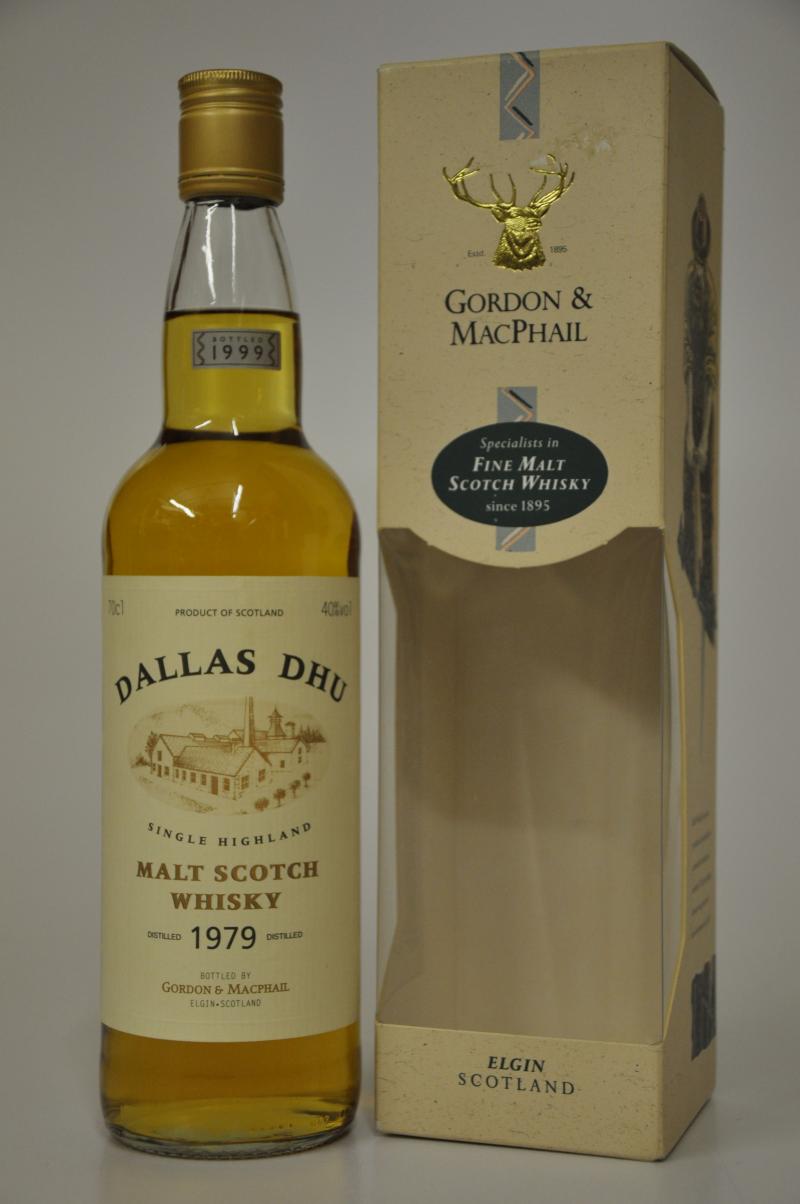 BOTTLED
1999
70cl PRODUCT OF SCOTLAND 40%vol
DALLAS DHU
SINGLE HIGHLAND
MALT SCOTCH
WHISKY
DISTILLED 1979 DISTILLED
BOTTLED BY
GORDON & MACPHAIL
ELGIN•SCOTLAND
Estd. 1895
GORDON &
MACPHAIL
Specialists in
FINE MALT
SCOTCH WHISKY
since 1895
ELGIN
SCOTLAND